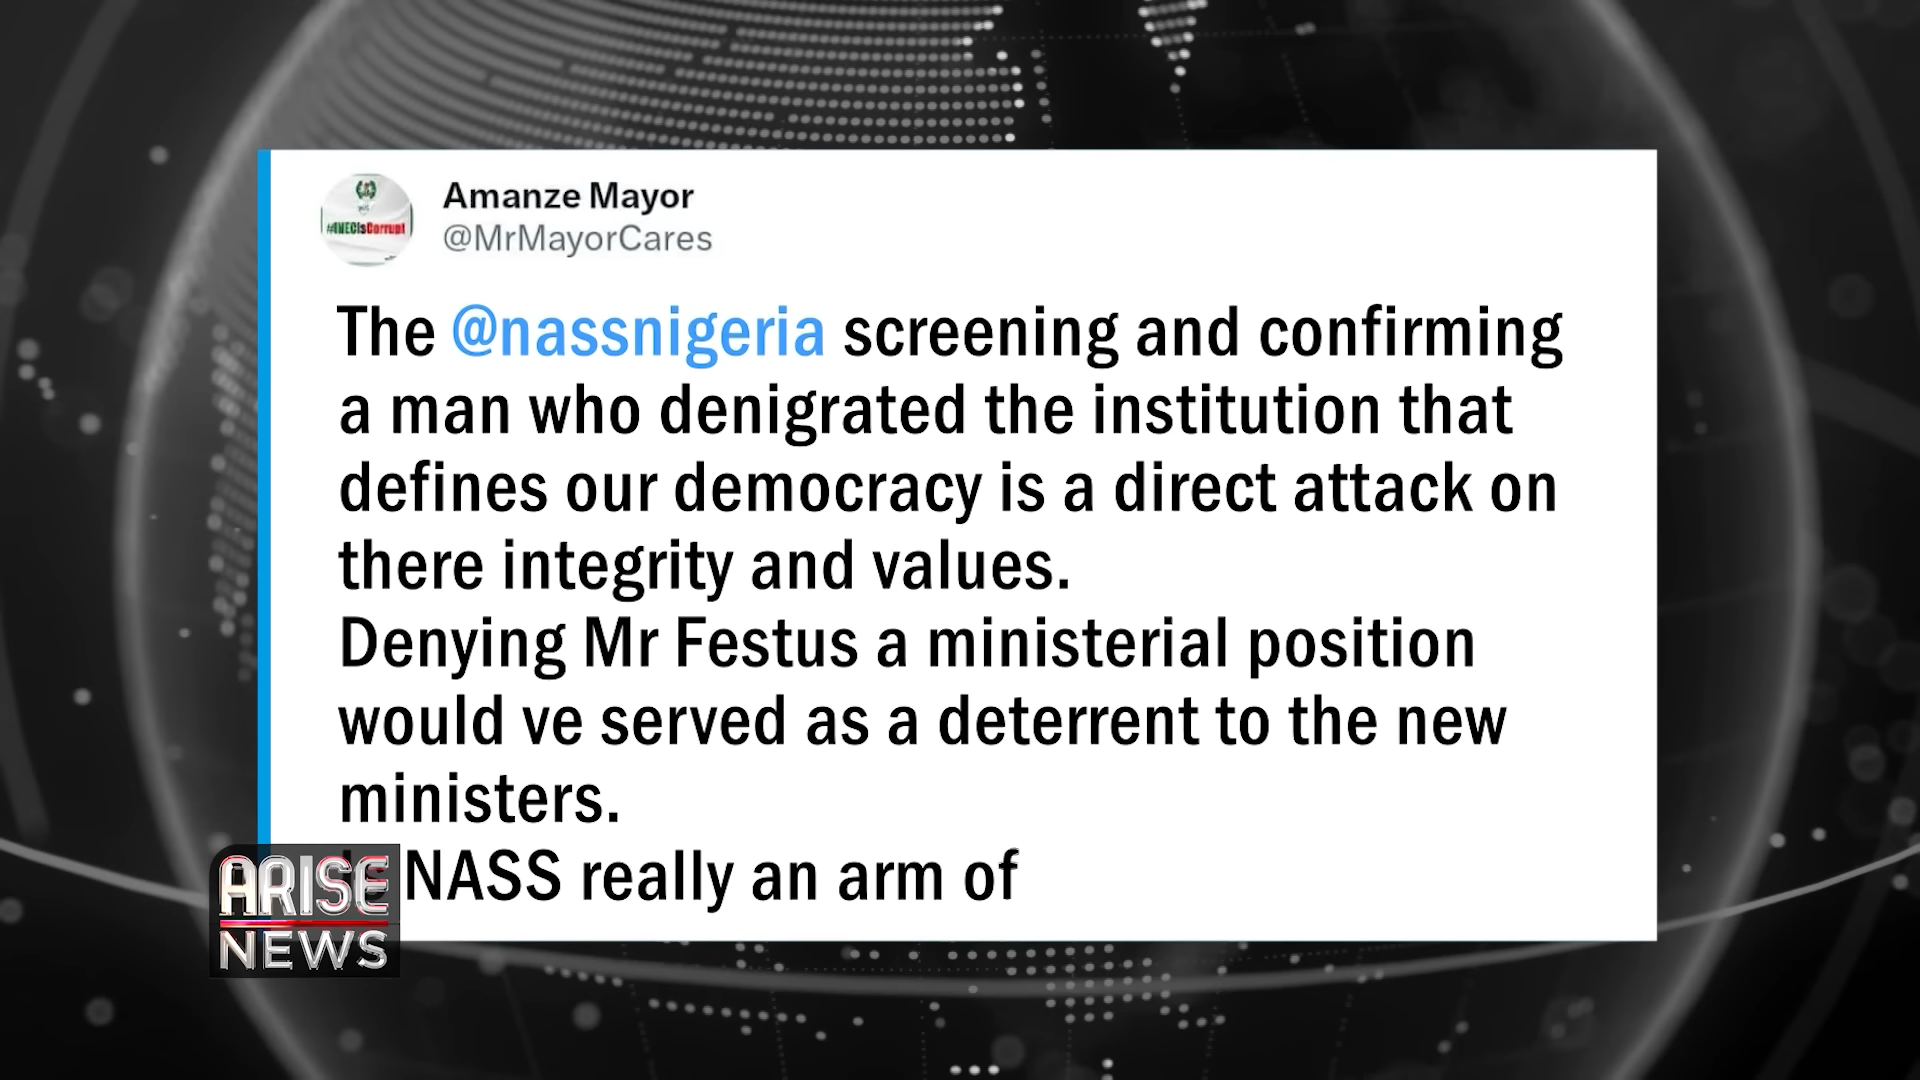 #INECIsCorrupt
Amanze Mayor
@MrMayorCares
The @nassnigeria screening and confirming
a man who denigrated the institution that
defines our democracy is a direct attack on
there integrity and values.
Denying Mr Festus a ministerial position
would ve served as a deterrent to the new
ministers.
NASS really an arm of
ARISE
NEWS